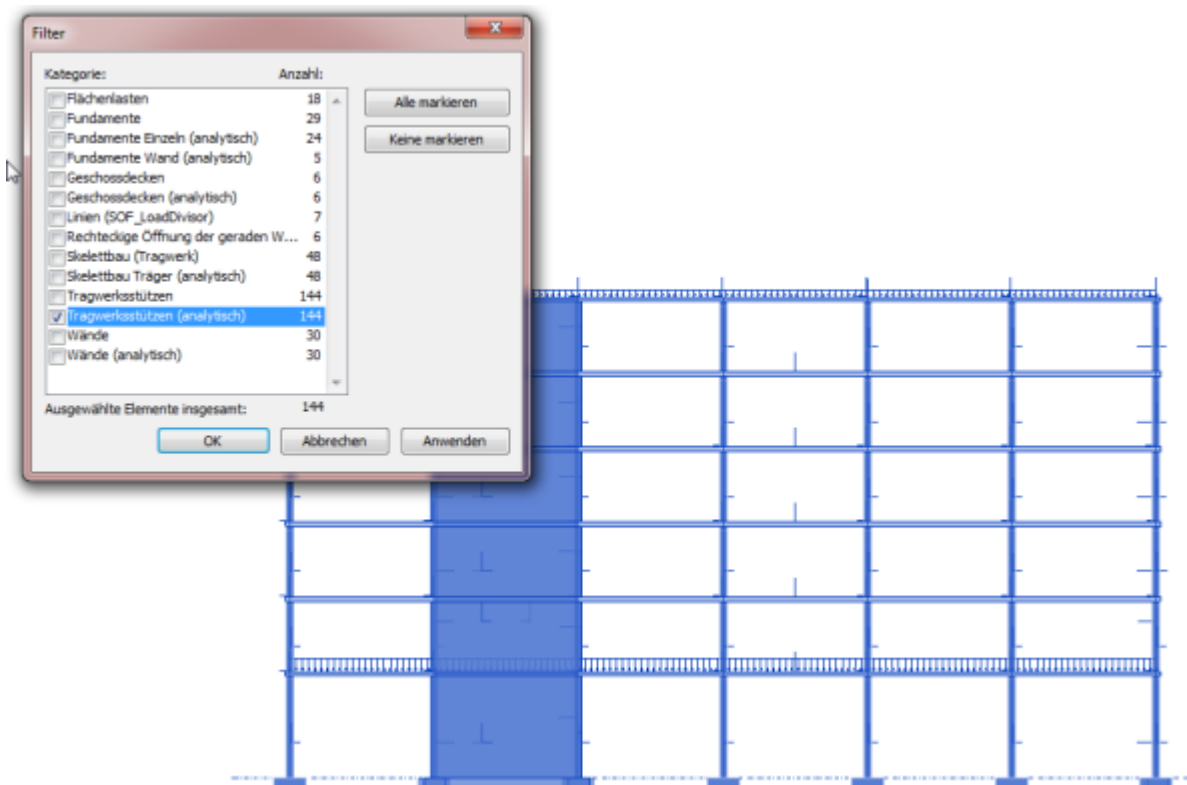 Filter
Kategorie: Anzahl:
Flächenlasten 18
Fundamente 29
Fundamente Einzeln (analytisch) 24
Fundamente Wand (analytisch) 5
Geschossdecken 6
Geschossdecken (analytisch) 6
Linien (SOF_LoadDivisor) 7
Rechteckige Öffnung der geraden W... 6
Skelettbau (Tragwerk) 48
Skelettbau Träger (analytisch) 48
Tragwerksstützen 144
Tragwerksstützen (analytisch) 144
Wände 30
Wände (analytisch) 30
Alle markieren
Keine markieren
Ausgewählte Elemente insgesamt: 144
OK Abbrechen Anwenden